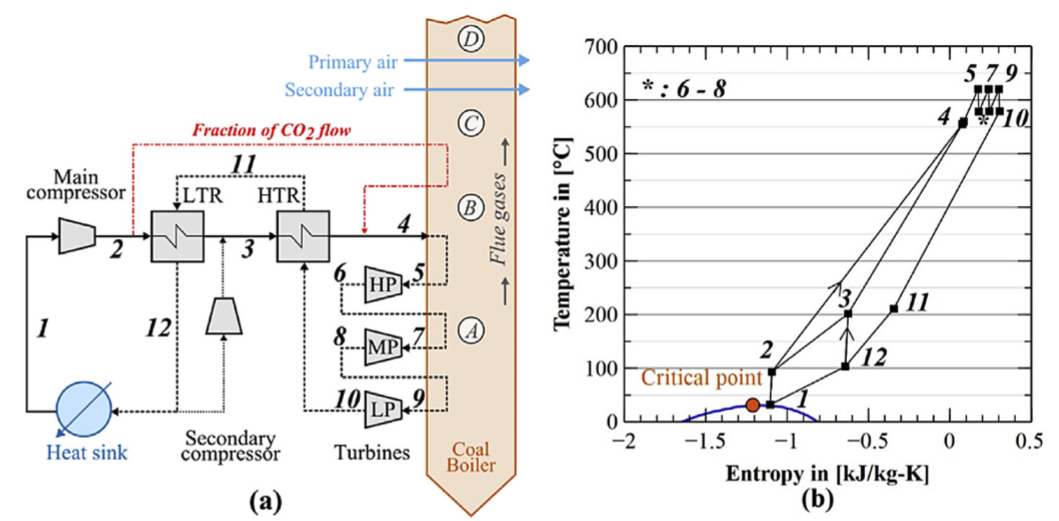 D
Primary air
Secondary air
Fraction of CO2 flow
C
11
Main
compressor
LTR
HTR
B
Flue gases
2
3
4
6
HP
5
1
12
8
MP
7
A
10
LP
9
Heat sink
Secondary
compressor
Turbines
Coal
Boiler
(a)
700
600
500
400
300
200
100
0
Temperature in [°C]
* : 6 - 8
5 7 9
4
*
10
3
11
2
12
Critical point
1
−2
−1.5
−1
−0.5
0
0.5
Entropy in [kJ/kg-K]
(b)